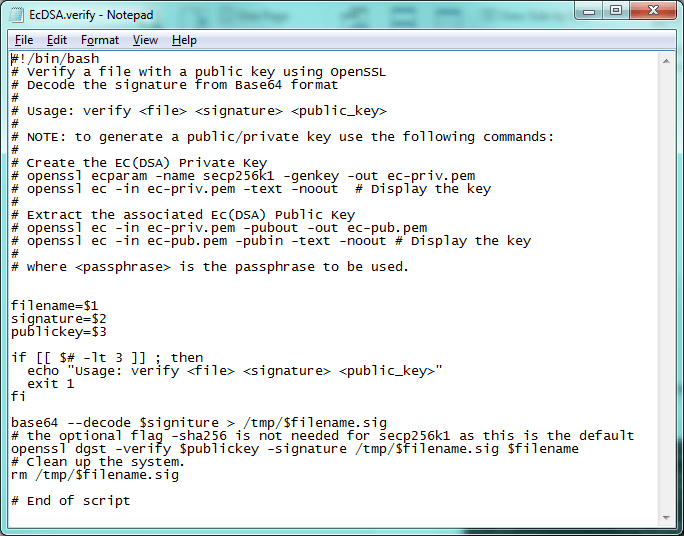 EcDSA.verify - Notepad
File Edit Format View Help
#!/bin/bash
# Verify a file with a public key using OpenSSL
# Decode the signature from Base64 format
#
# Usage: verify <file> <signature> <public_key>
#
# NOTE: to generate a public/private key use the following commands:
#
# Create the EC(DSA) Private Key
# openssl ecparam -name secp256k1 -genkey -out ec-priv.pem
# openssl ec -in ec-priv.pem -text -noout  # Display the key
#
# Extract the associated Ec(DSA) Public Key
# openssl ec -in ec-priv.pem -pubout -out ec-pub.pem
# openssl ec -in ec-pub.pem -pubin -text -noout # Display the key
#
# where <passphrase> is the passphrase to be used.
filename=$1
signature=$2
publickey=$3
if [[ $# -lt 3 ]] ; then
  echo "Usage: verify <file> <signature> <public_key>"
  exit 1
fi
base64 --decode $signiture > /tmp/$filename.sig
# the optional flag -sha256 is not needed for secp256k1 as this is the default
openssl dgst -verify $publickey -signature /tmp/$filename.sig $filename
# Clean up the system.
rm /tmp/$filename.sig
# End of script